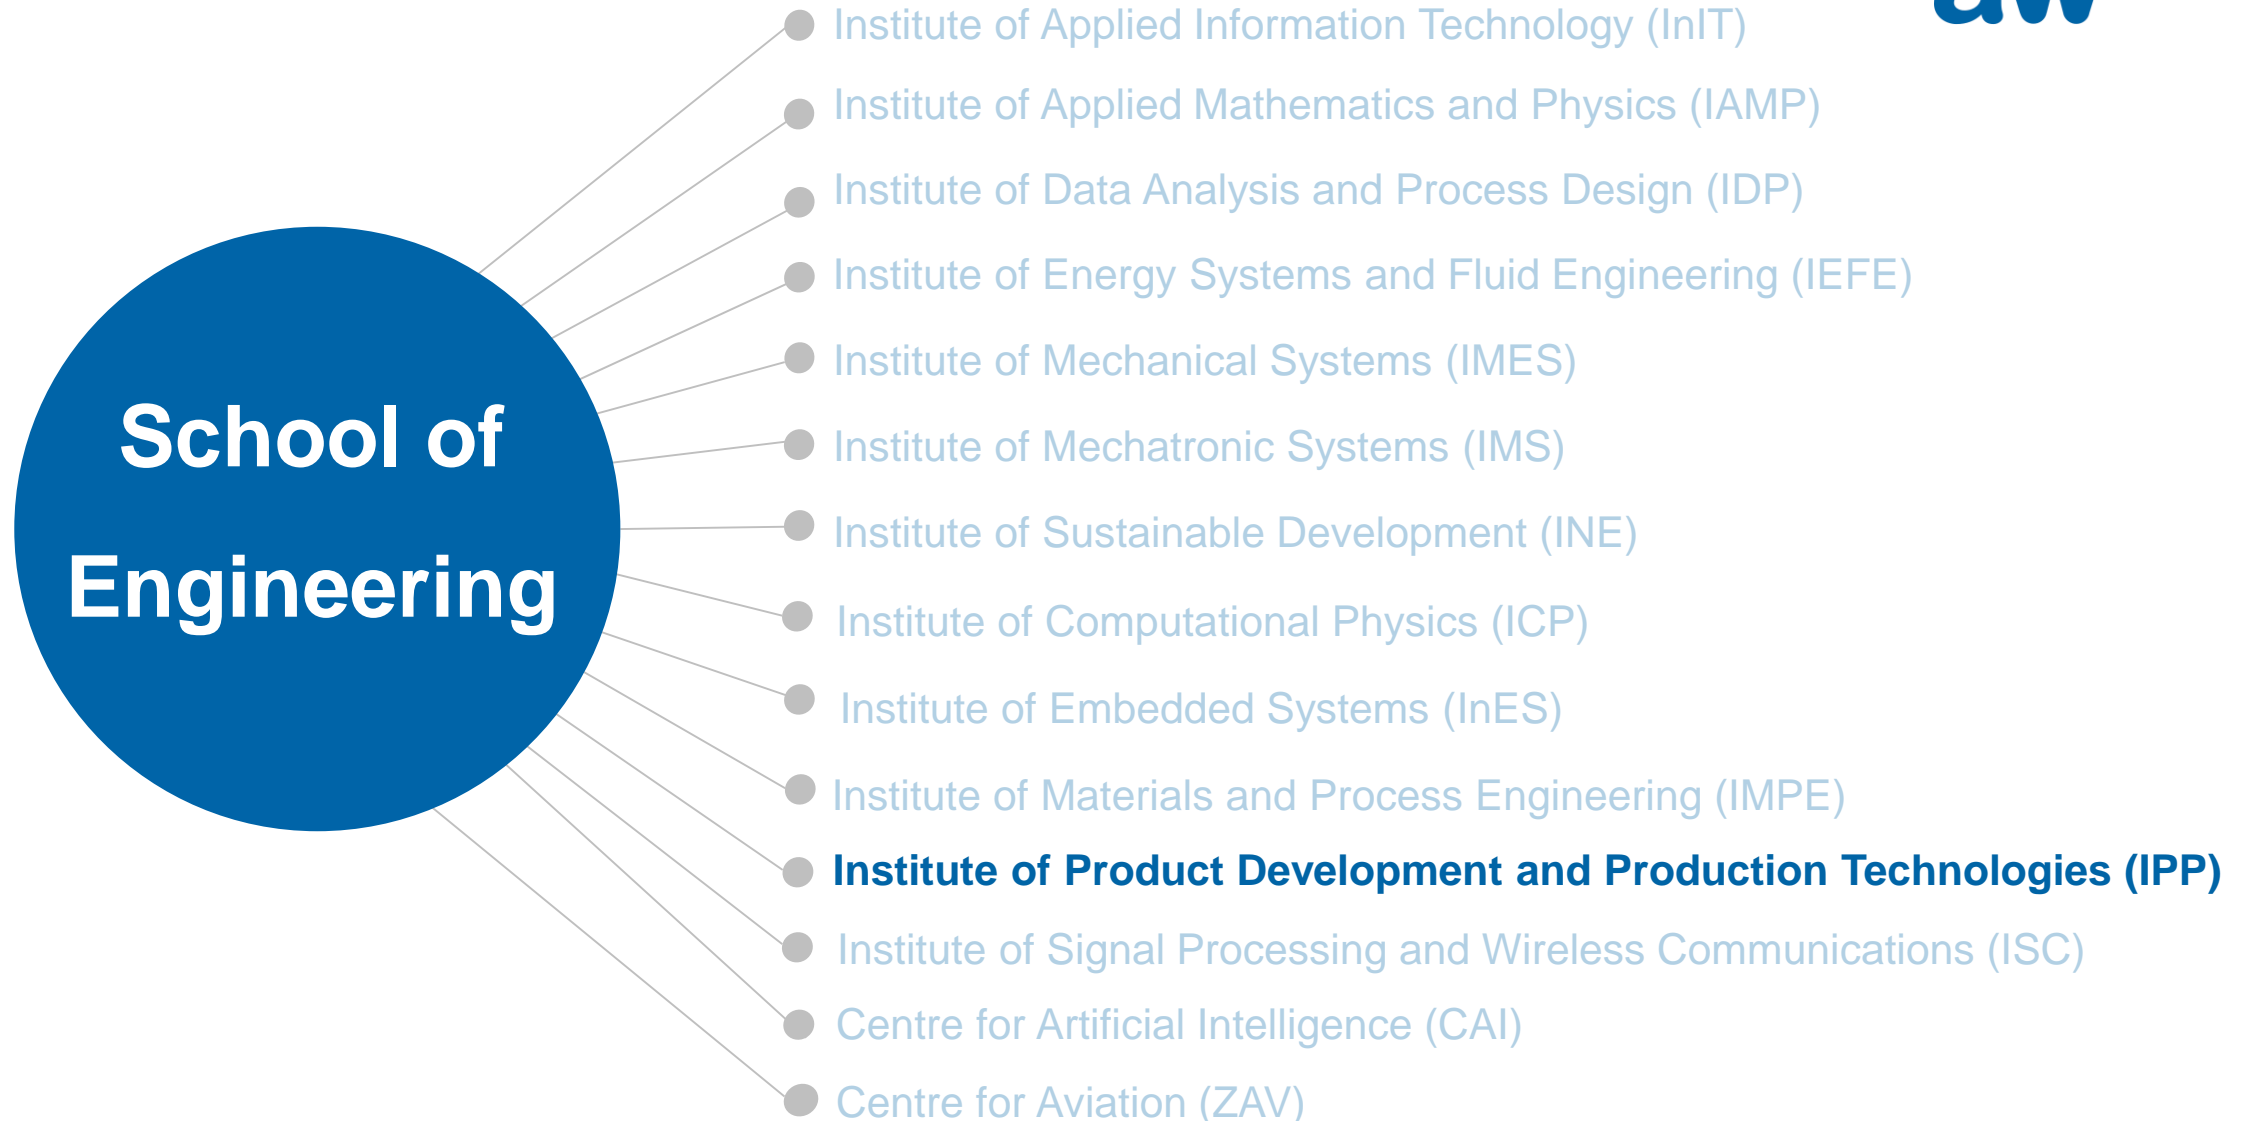 aw
Institute of Applied Information Technology (InIT)
Institute of Applied Mathematics and Physics (IAMP)
Institute of Data Analysis and Process Design (IDP)
Institute of Energy Systems and Fluid Engineering (IEFE)
Institute of Mechanical Systems (IMES)
School of
Engineering
Institute of Mechatronic Systems (IMS)
Institute of Sustainable Development (INE)
Institute of Computational Physics (ICP)
Institute of Embedded Systems (InES)
Institute of Materials and Process Engineering (IMPE)
Institute of Product Development and Production Technologies (IPP)
Institute of Signal Processing and Wireless Communications (ISC)
Centre for Artificial Intelligence (CAI)
Centre for Aviation (ZAV)